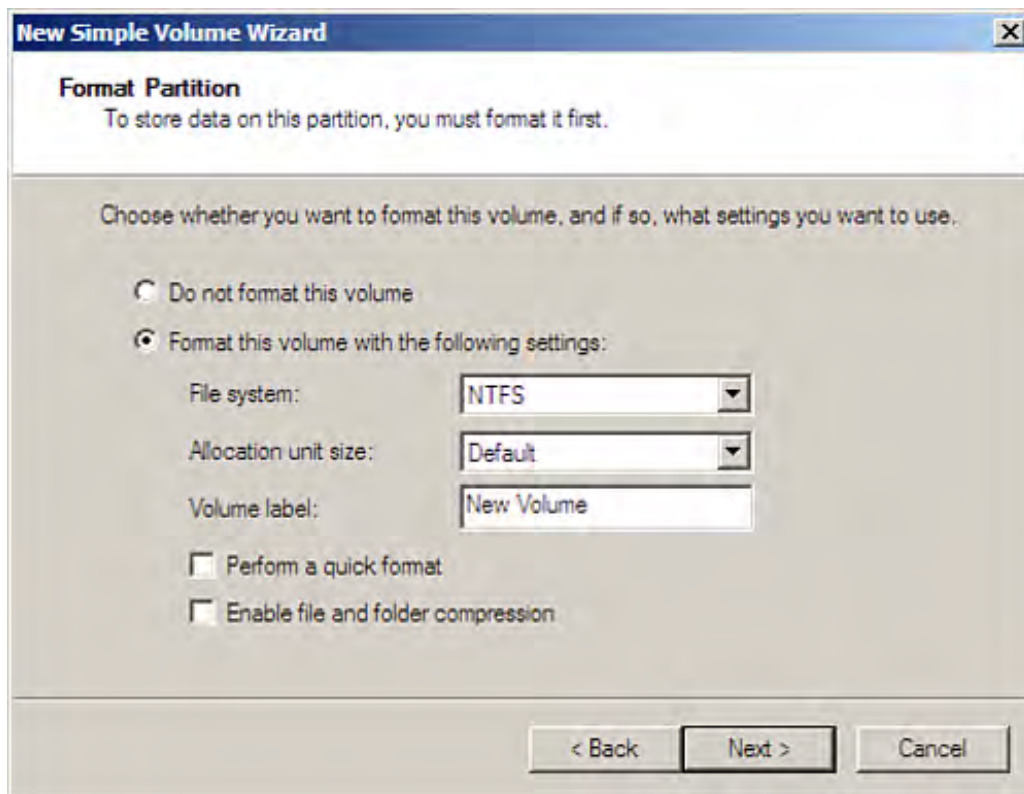 New Simple Volume Wizard
Format Partition
To store data on this partition, you must format it first.
Choose whether you want to format this volume, and if so, what settings you want to use.
Do not format this volume
Format this volume with the following settings:
File system: NTFS
Allocation unit size: Default
Volume label: New Volume
Perform a quick format
Enable file and folder compression
< Back Next > Cancel